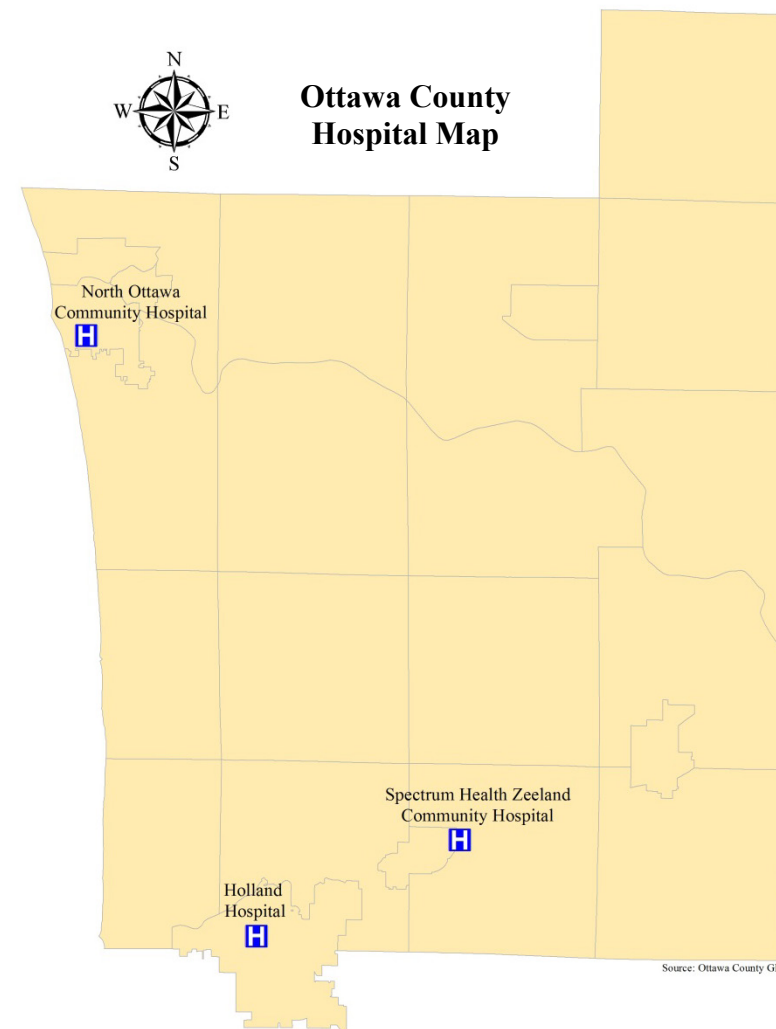 N
W E
S
Ottawa County
Hospital Map
North Ottawa
Community Hospital
H
Spectrum Health Zeeland
Community Hospital
H
Holland
Hospital
H
Source: Ottawa County